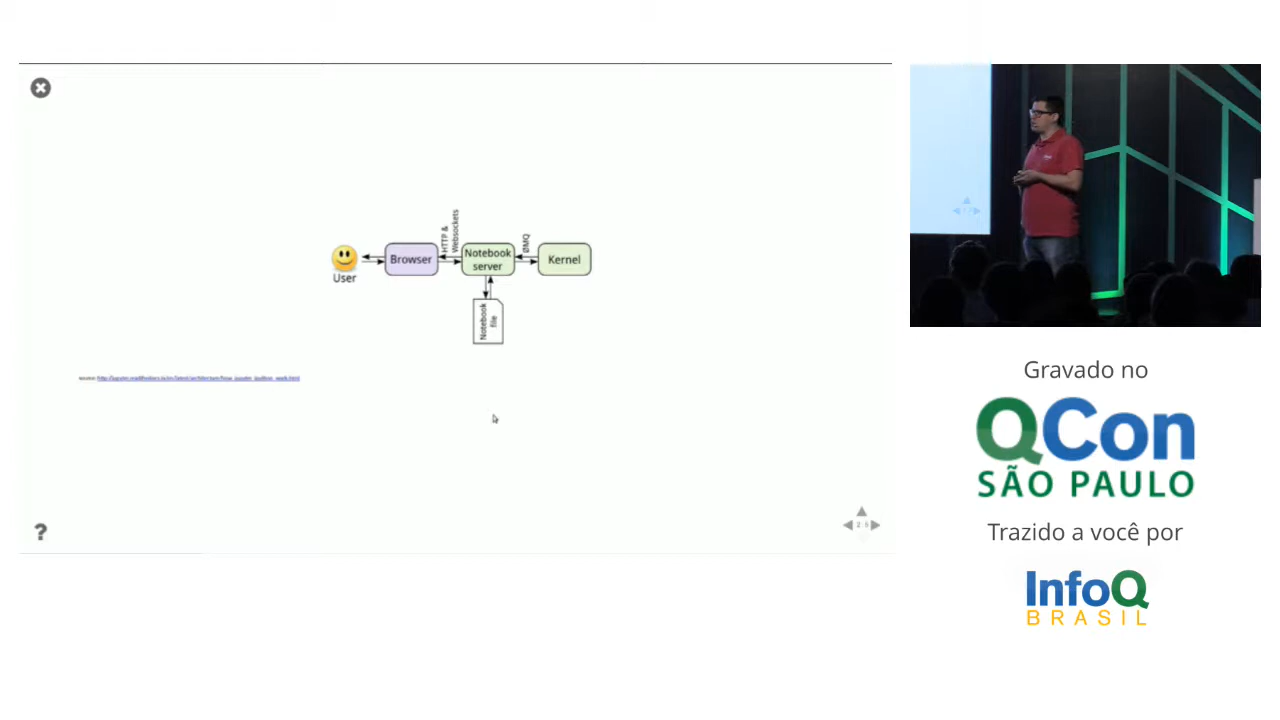 HTTP &
Websockets
ØMQ
Browser
Notebook
server
Kernel
User
Notebook
file
source:
?
Gravado no
QCon
SÃO PAULO
Trazido a você por
InfoQ
BRASIL